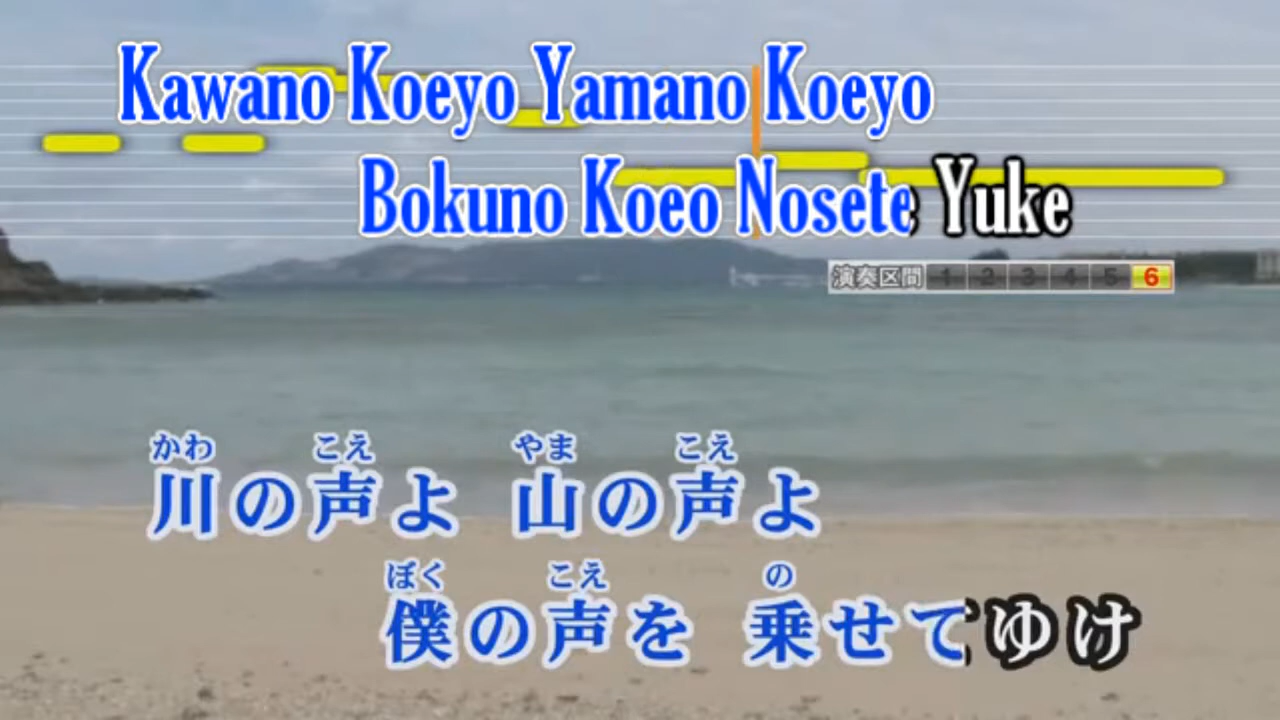 Kawano Koeyo Yamano Koeyo
Bokuno Koeo Nosete Yuke
演奏区間 1 2 3 4 5 6
かわ こえ やま こえ
川の声よ 山の声よ
ぼく こえ の
僕の声を 乗せてゆけ